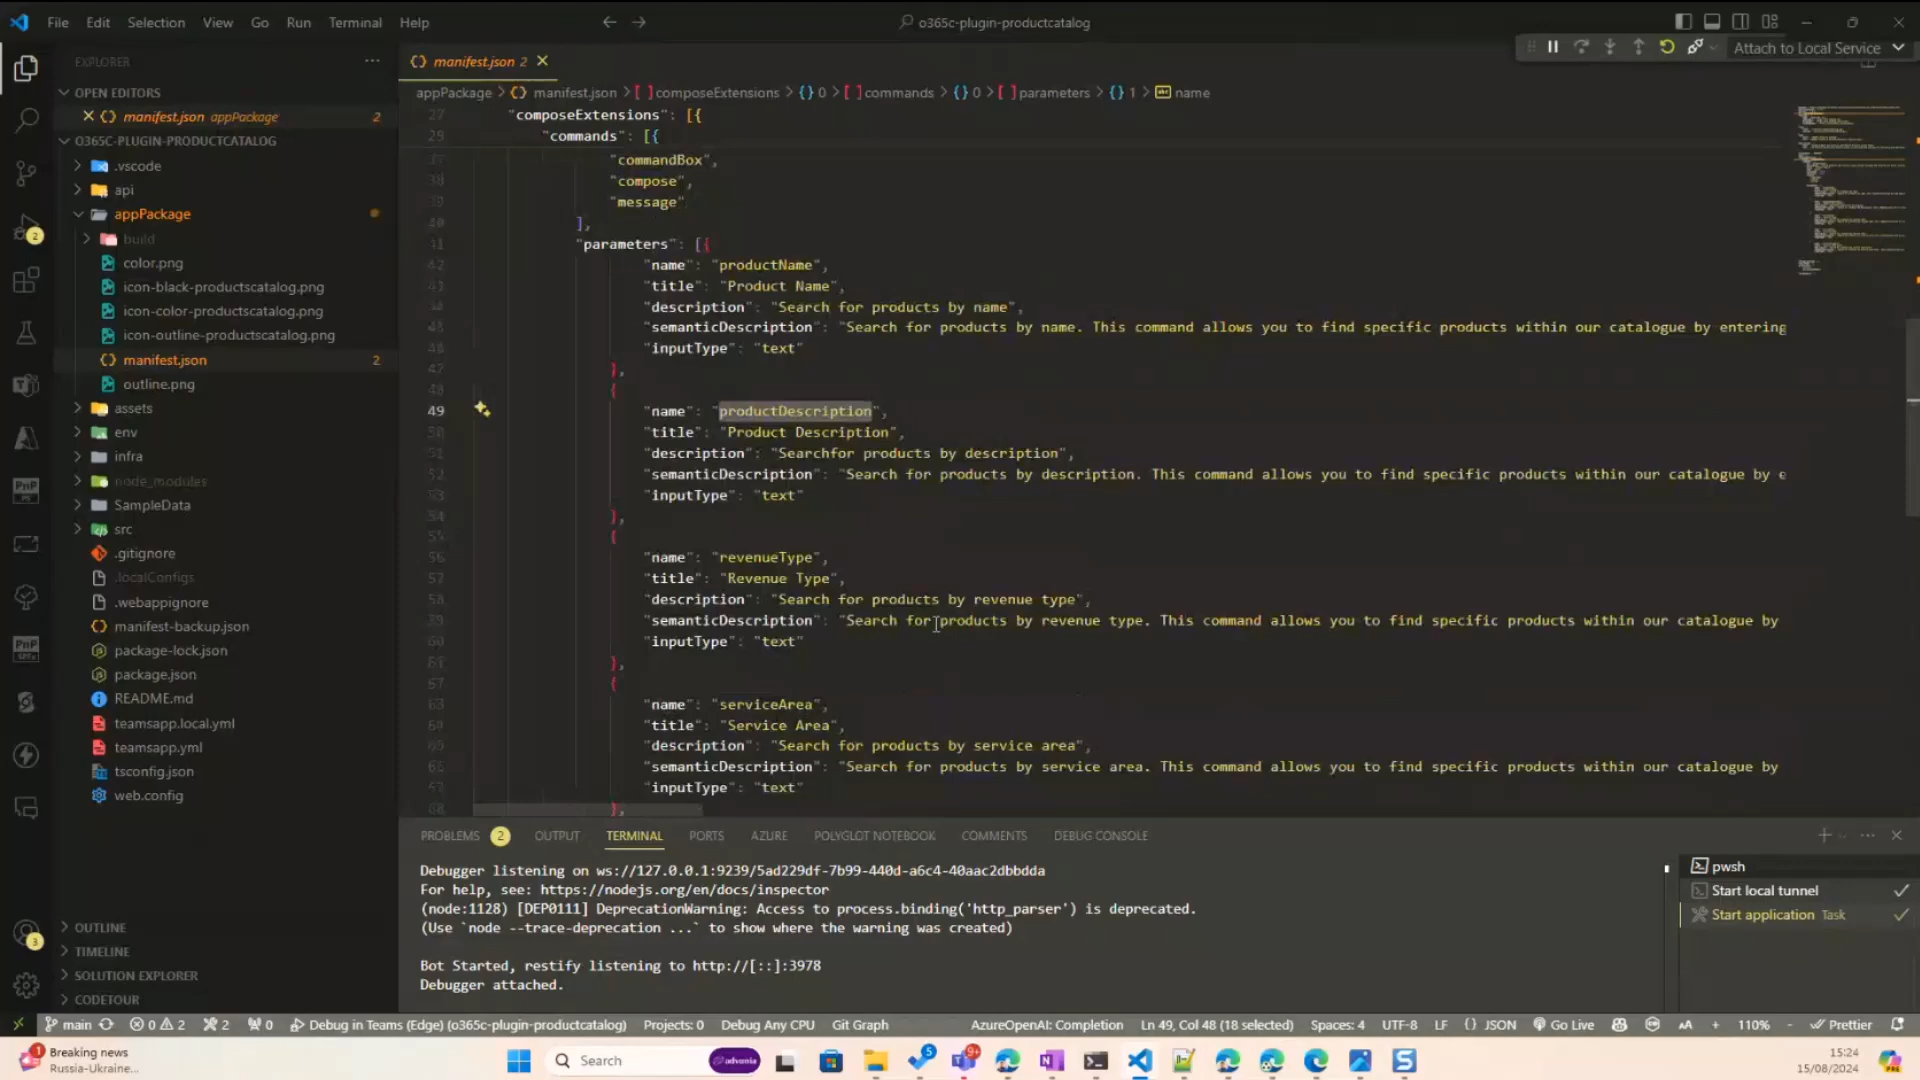 File Edit Selection View Go Run Terminal Help
o365c-plugin-productcatalog
Attach to Local Service
EXPLORER
OPEN EDITORS
manifest.json appPackage 2
O365C-PLUGIN-PRODUCTCATALOG
.vscode
api
appPackage
build
color.png
icon-black-productscatalog.png
icon-color-productscatalog.png
icon-outline-productscatalog.png
manifest.json 2
outline.png
assets
env
infra
node_modules
SampleData
src
.gitignore
.localConfigs
.webappignore
manifest-backup.json
package-lock.json
package.json
README.md
teamsapp.local.yml
teamsapp.yml
tsconfig.json
web.config
OUTLINE
TIMELINE
SOLUTION EXPLORER
CODETOUR
manifest.json 2
appPackage > {} manifest.json > [ ]composeExtensions > {} 0 > [ ]commands > {} 0 > [ ]parameters > {} 1 > name
"composeExtensions": [{
"commands": [{
"commandBox",
"compose",
"message"
],
"parameters": [{
"name": "productName",
"title": "Product Name",
"description": "Search for products by name",
"semanticDescription": "Search for products by name. This command allows you to find specific products within our catalogue by entering
"inputType": "text"
},
{
49 "name": "productDescription",
"title": "Product Description",
"description": "Searchfor products by description",
"semanticDescription": "Search for products by description. This command allows you to find specific products within our catalogue by e
"inputType": "text"
},
{
"name": "revenueType",
"title": "Revenue Type",
"description": "Search for products by revenue type",
"semanticDescription": "Search for products by revenue type. This command allows you to find specific products within our catalogue by
"inputType": "text"
},
{
"name": "serviceArea",
"title": "Service Area",
"description": "Search for products by service area",
"semanticDescription": "Search for products by service area. This command allows you to find specific products within our catalogue by
"inputType": "text"
},
PROBLEMS 2 OUTPUT TERMINAL PORTS AZURE POLYGLOT NOTEBOOK COMMENTS DEBUG CONSOLE
Debugger listening on ws://127.0.0.1:9239/5ad229df-7b99-440d-a6c4-40aac2dbbdda
For help, see: https://nodejs.org/en/docs/inspector
(node:1128) [DEP0111] DeprecationWarning: Access to process.binding('http_parser') is deprecated.
(Use `node --trace-deprecation ...` to show where the warning was created)
Bot Started, restify listening to http://[::]:3978
Debugger attached.
pwsh
Start local tunnel
Start application Task
main 0 2 2 0 Debug in Teams (Edge) (o365c-plugin-productcatalog) Projects: 0 Debug Any CPU Git Graph AzureOpenAI: Completion Ln 49, Col 48 (18 selected) Spaces: 4 UTF-8 LF {} JSON Go Live 110% Prettier
Breaking news
Russia-Ukraine...
Search
advania
15:24
15/08/2024